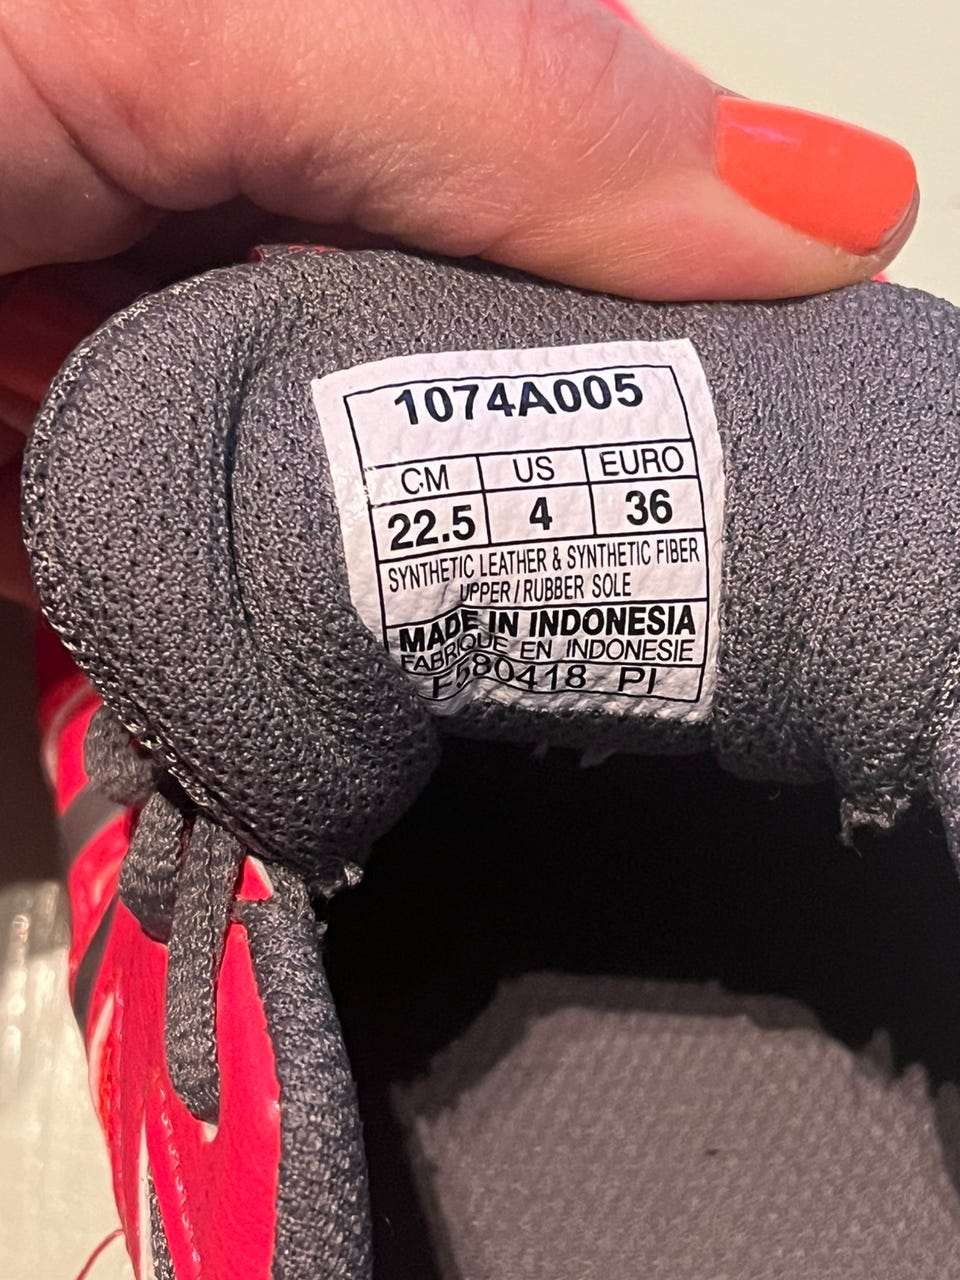 1074A005
CM US EURO
22.5 4 36
SYNTHETIC LEATHER & SYNTHETIC FIBER
UPPER / RUBBER SOLE
MADE IN INDONESIA
FABRIQUE EN INDONESIE
F580418 PI